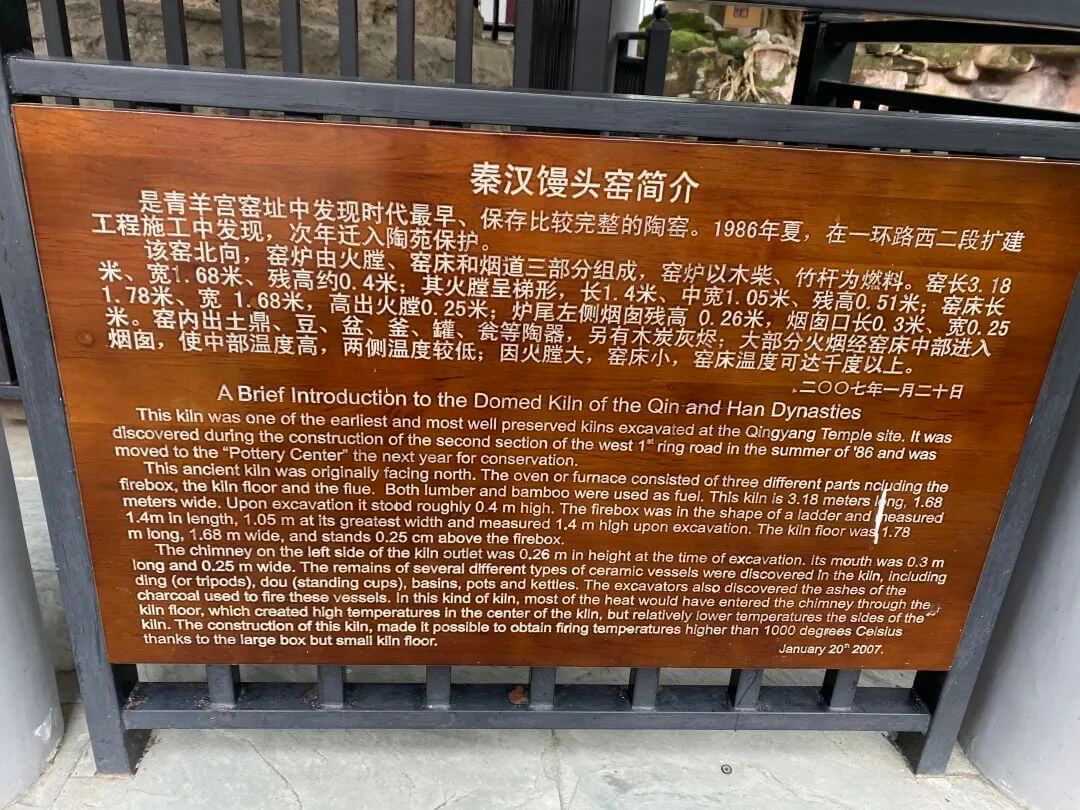 秦汉馒头窑简介
是青羊宫窑址中发现时代最早、保存比较完整的陶窑。1986年夏，在一环路西二段扩建
工程施工中发现，次年迁入陶苑保护。
该窑北向，窑炉由火膛、窑床和烟道三部分组成，窑炉以木柴、竹杆为燃料。窑长3.18
米、宽1.68米、残高约0.4米；其火膛呈梯形，长1.4米、中宽1.05米、残高0.51米；窑床长
1.78米、宽 1.68米，高出火膛0.25米；炉尾左侧烟囱残高 0.26米，烟囱口长0.3米、宽0.25
米。窑内出土鼎、豆、盆、釜、罐、瓮等陶器，另有木炭灰烬；大部分火烟经窑床中部进入
烟囱，使中部温度高，两侧温度较低；因火膛大，窑床小，窑床温度可达千度以上。
二〇〇七年一月二十日
A Brief Introduction to the Domed Kiln of the Qin and Han Dynasties
This kiln was one of the earliest and most well preserved kilns excavated at the Qingyang Temple site. It was
discovered during the construction of the second section of the west 1st ring road in the summer of '86 and was
moved to the "Pottery Center" the next year for conservation.
This ancient kiln was originally facing north. The oven or furnace consisted of three different parts ncluding the
firebox, the kiln floor and the flue. Both lumber and bamboo were used as fuel. This kiln is 3.18 meters long, 1.68
meters wide. Upon excavation it stood roughly 0.4 m high. The firebox was in the shape of a ladder and measured
1.4m in length, 1.05 m at its greatest width and measured 1.4 m high upon excavation. The kiln floor was 1.78
m long, 1.68 m wide, and stands 0.25 cm above the firebox.
The chimney on the left side of the kiln outlet was 0.26 m in height at the time of excavation. Its mouth was 0.3 m
long and 0.25 m wide. The remains of several different types of ceramic vessels were discovered in the kiln, including
ding (or tripods), dou (standing cups), basins, pots and kettles. The excavators also discovered the ashes of the
charcoal used to fire these vessels. In this kind of kiln, most of the heat would have entered the chimney through the
kiln floor, which created high temperatures in the center of the kiln, but relatively lower temperatures the sides of the
kiln. The construction of this kiln, made it possible to obtain firing temperatures higher than 1000 degrees Celsius
thanks to the large box but small kiln floor.
January 20th 2007.